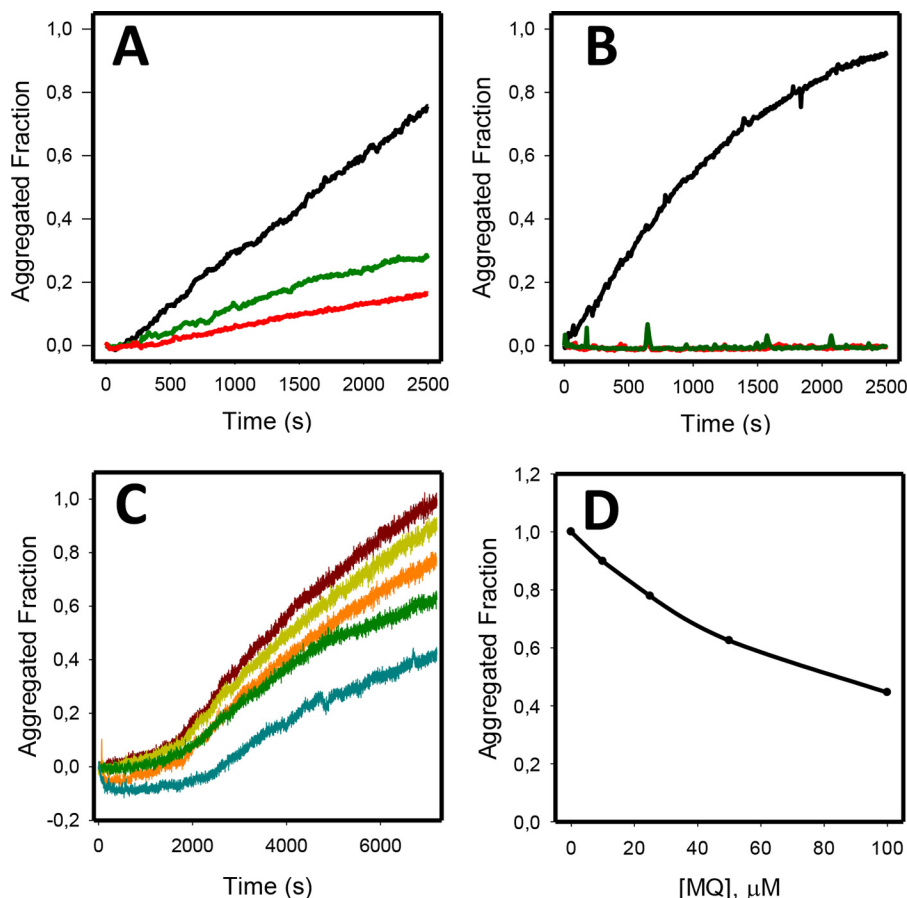 A
Aggregated Fraction
1,0
0,8
0,6
0,4
0,2
0,0
0 500 1000 1500 2000 2500
Time (s)
B
Aggregated Fraction
1,0
0,8
0,6
0,4
0,2
0,0
0 500 1000 1500 2000 2500
Time (s)
C
Aggregated Fraction
1,0
0,8
0,6
0,4
0,2
0,0
-0,2
0 2000 4000 6000
Time (s)
D
Aggregated Fraction
1,2
1,0
0,8
0,6
0,4
0,2
0,0
0 20 40 60 80 100
[MQ], μM